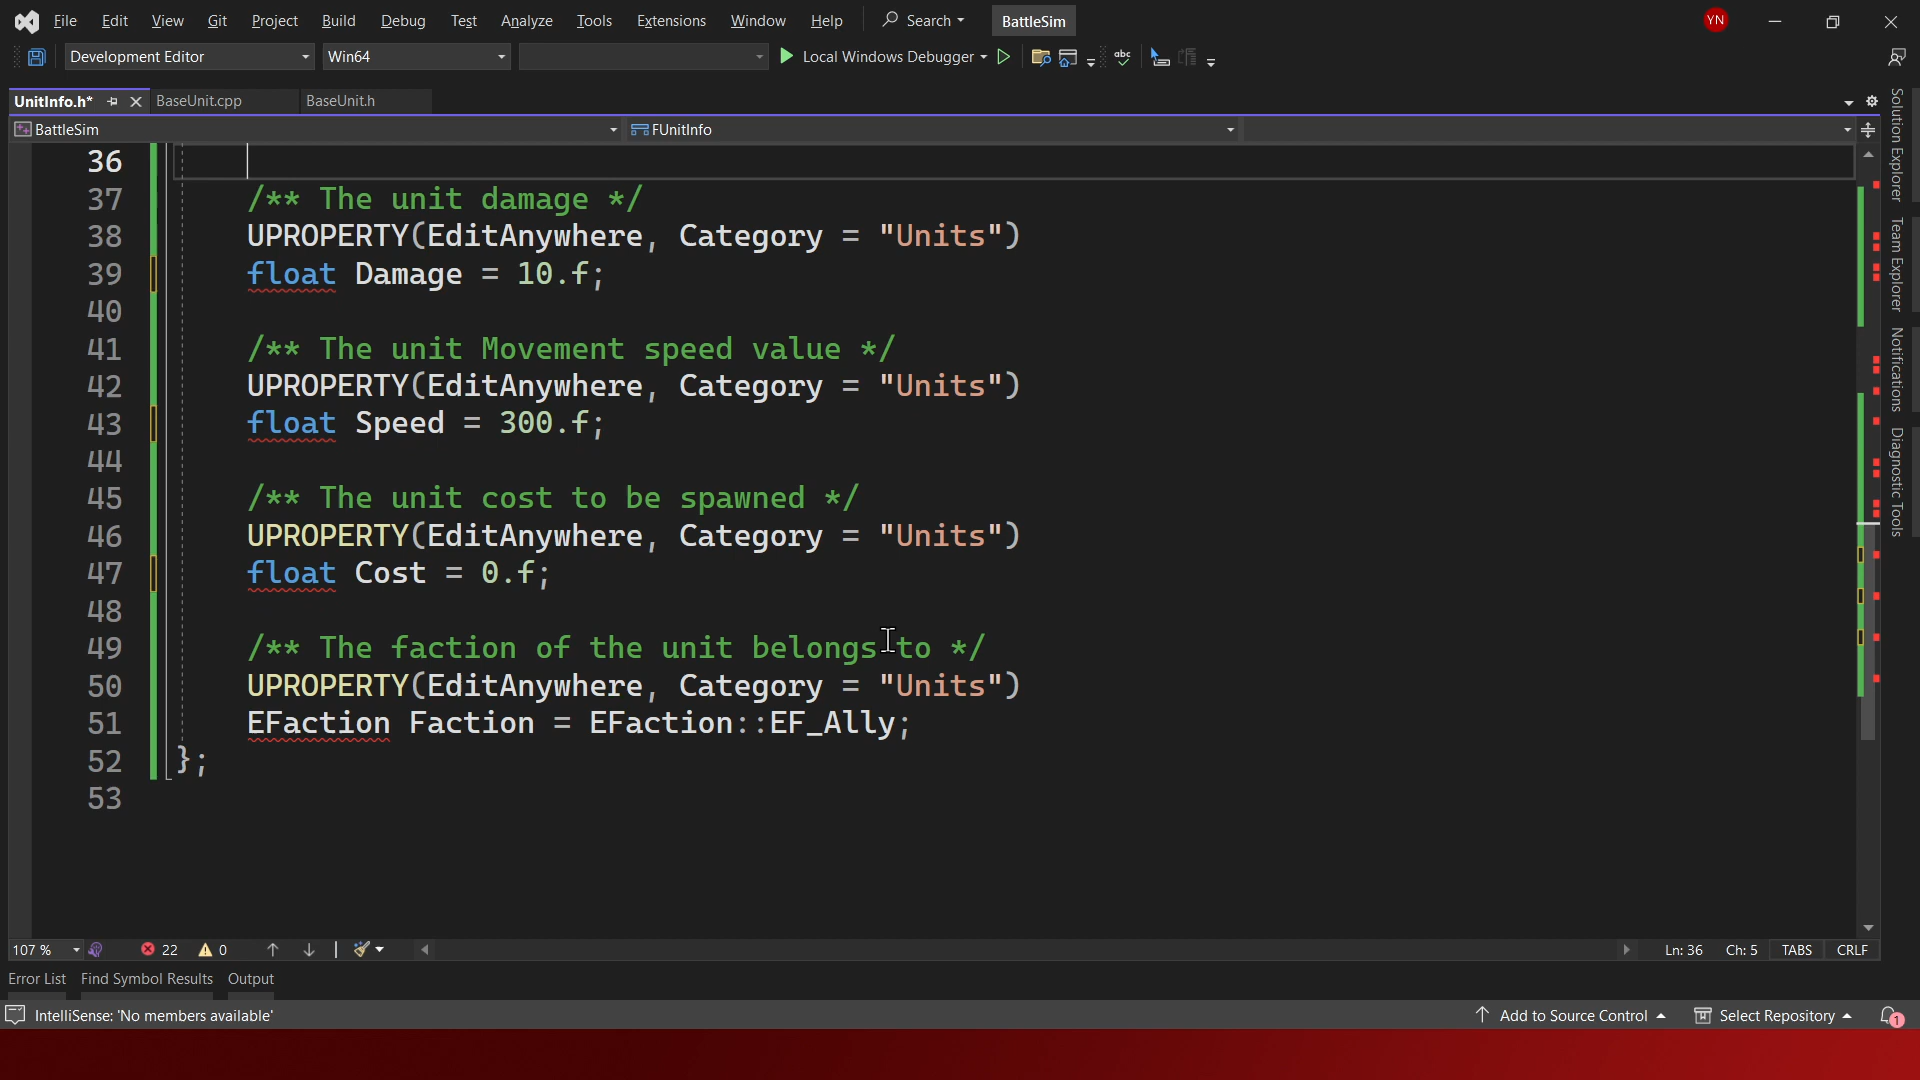 File Edit View Git Project Build Debug Test Analyze Tools Extensions Window Help Search BattleSim YN
Development Editor Win64 Local Windows Debugger
UnitInfo.h* BaseUnit.cpp BaseUnit.h
BattleSim FUnitInfo
36
37 /** The unit damage */
38 UPROPERTY(EditAnywhere, Category = "Units")
39 float Damage = 10.f;
40
41 /** The unit Movement speed value */
42 UPROPERTY(EditAnywhere, Category = "Units")
43 float Speed = 300.f;
44
45 /** The unit cost to be spawned */
46 UPROPERTY(EditAnywhere, Category = "Units")
47 float Cost = 0.f;
48
49 /** The faction of the unit belongs to */
50 UPROPERTY(EditAnywhere, Category = "Units")
51 EFaction Faction = EFaction::EF_Ally;
52 };
53
Solution Explorer
Team Explorer
Notifications
Diagnostic Tools
107 % 22 0 Ln: 36 Ch: 5 TABS CRLF
Error List Find Symbol Results Output
IntelliSense: 'No members available' Add to Source Control Select Repository 1